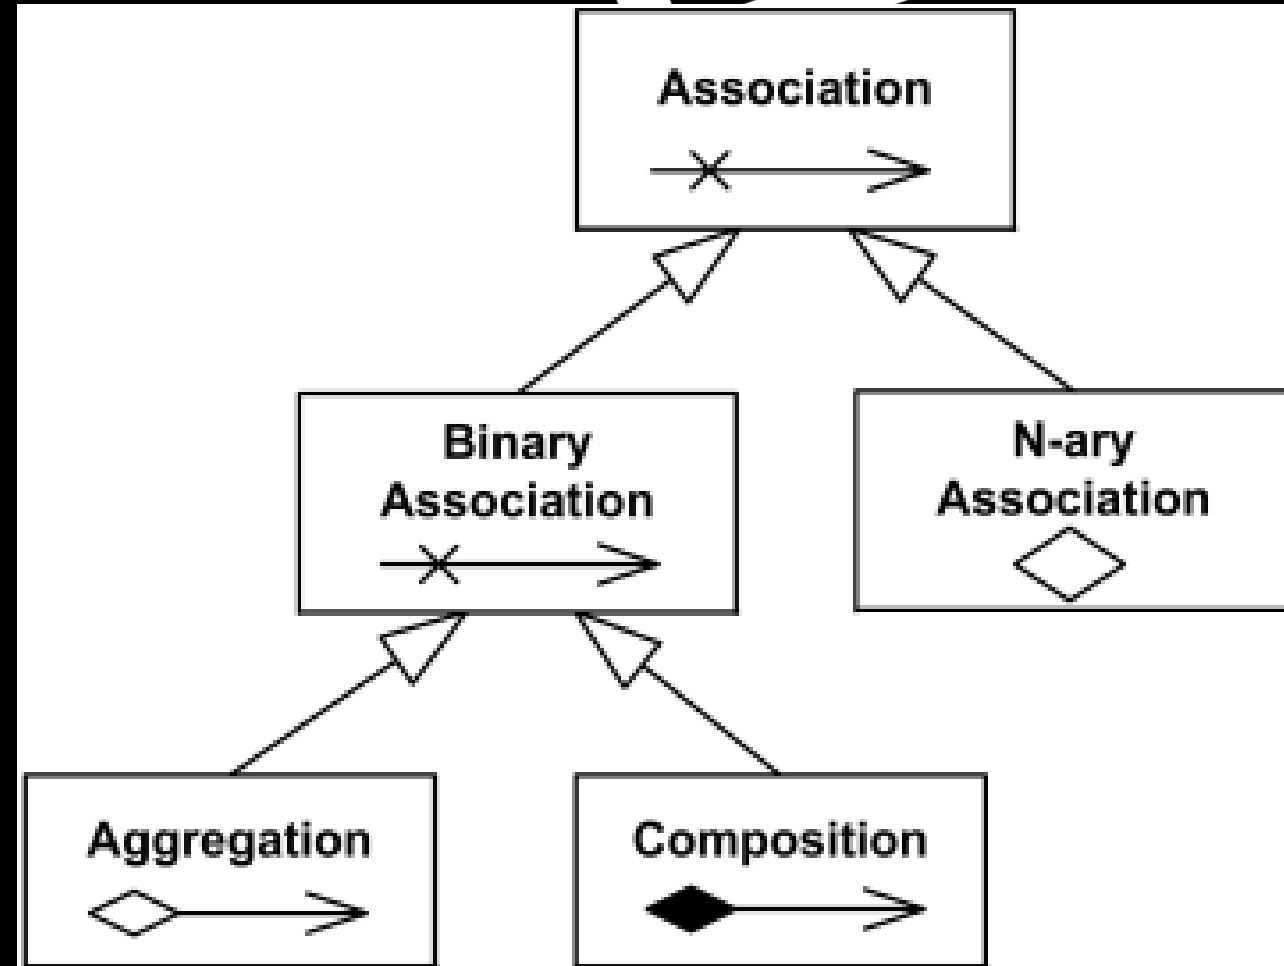 Association
Binary
Association
N-ary
Association
Aggregation
Composition